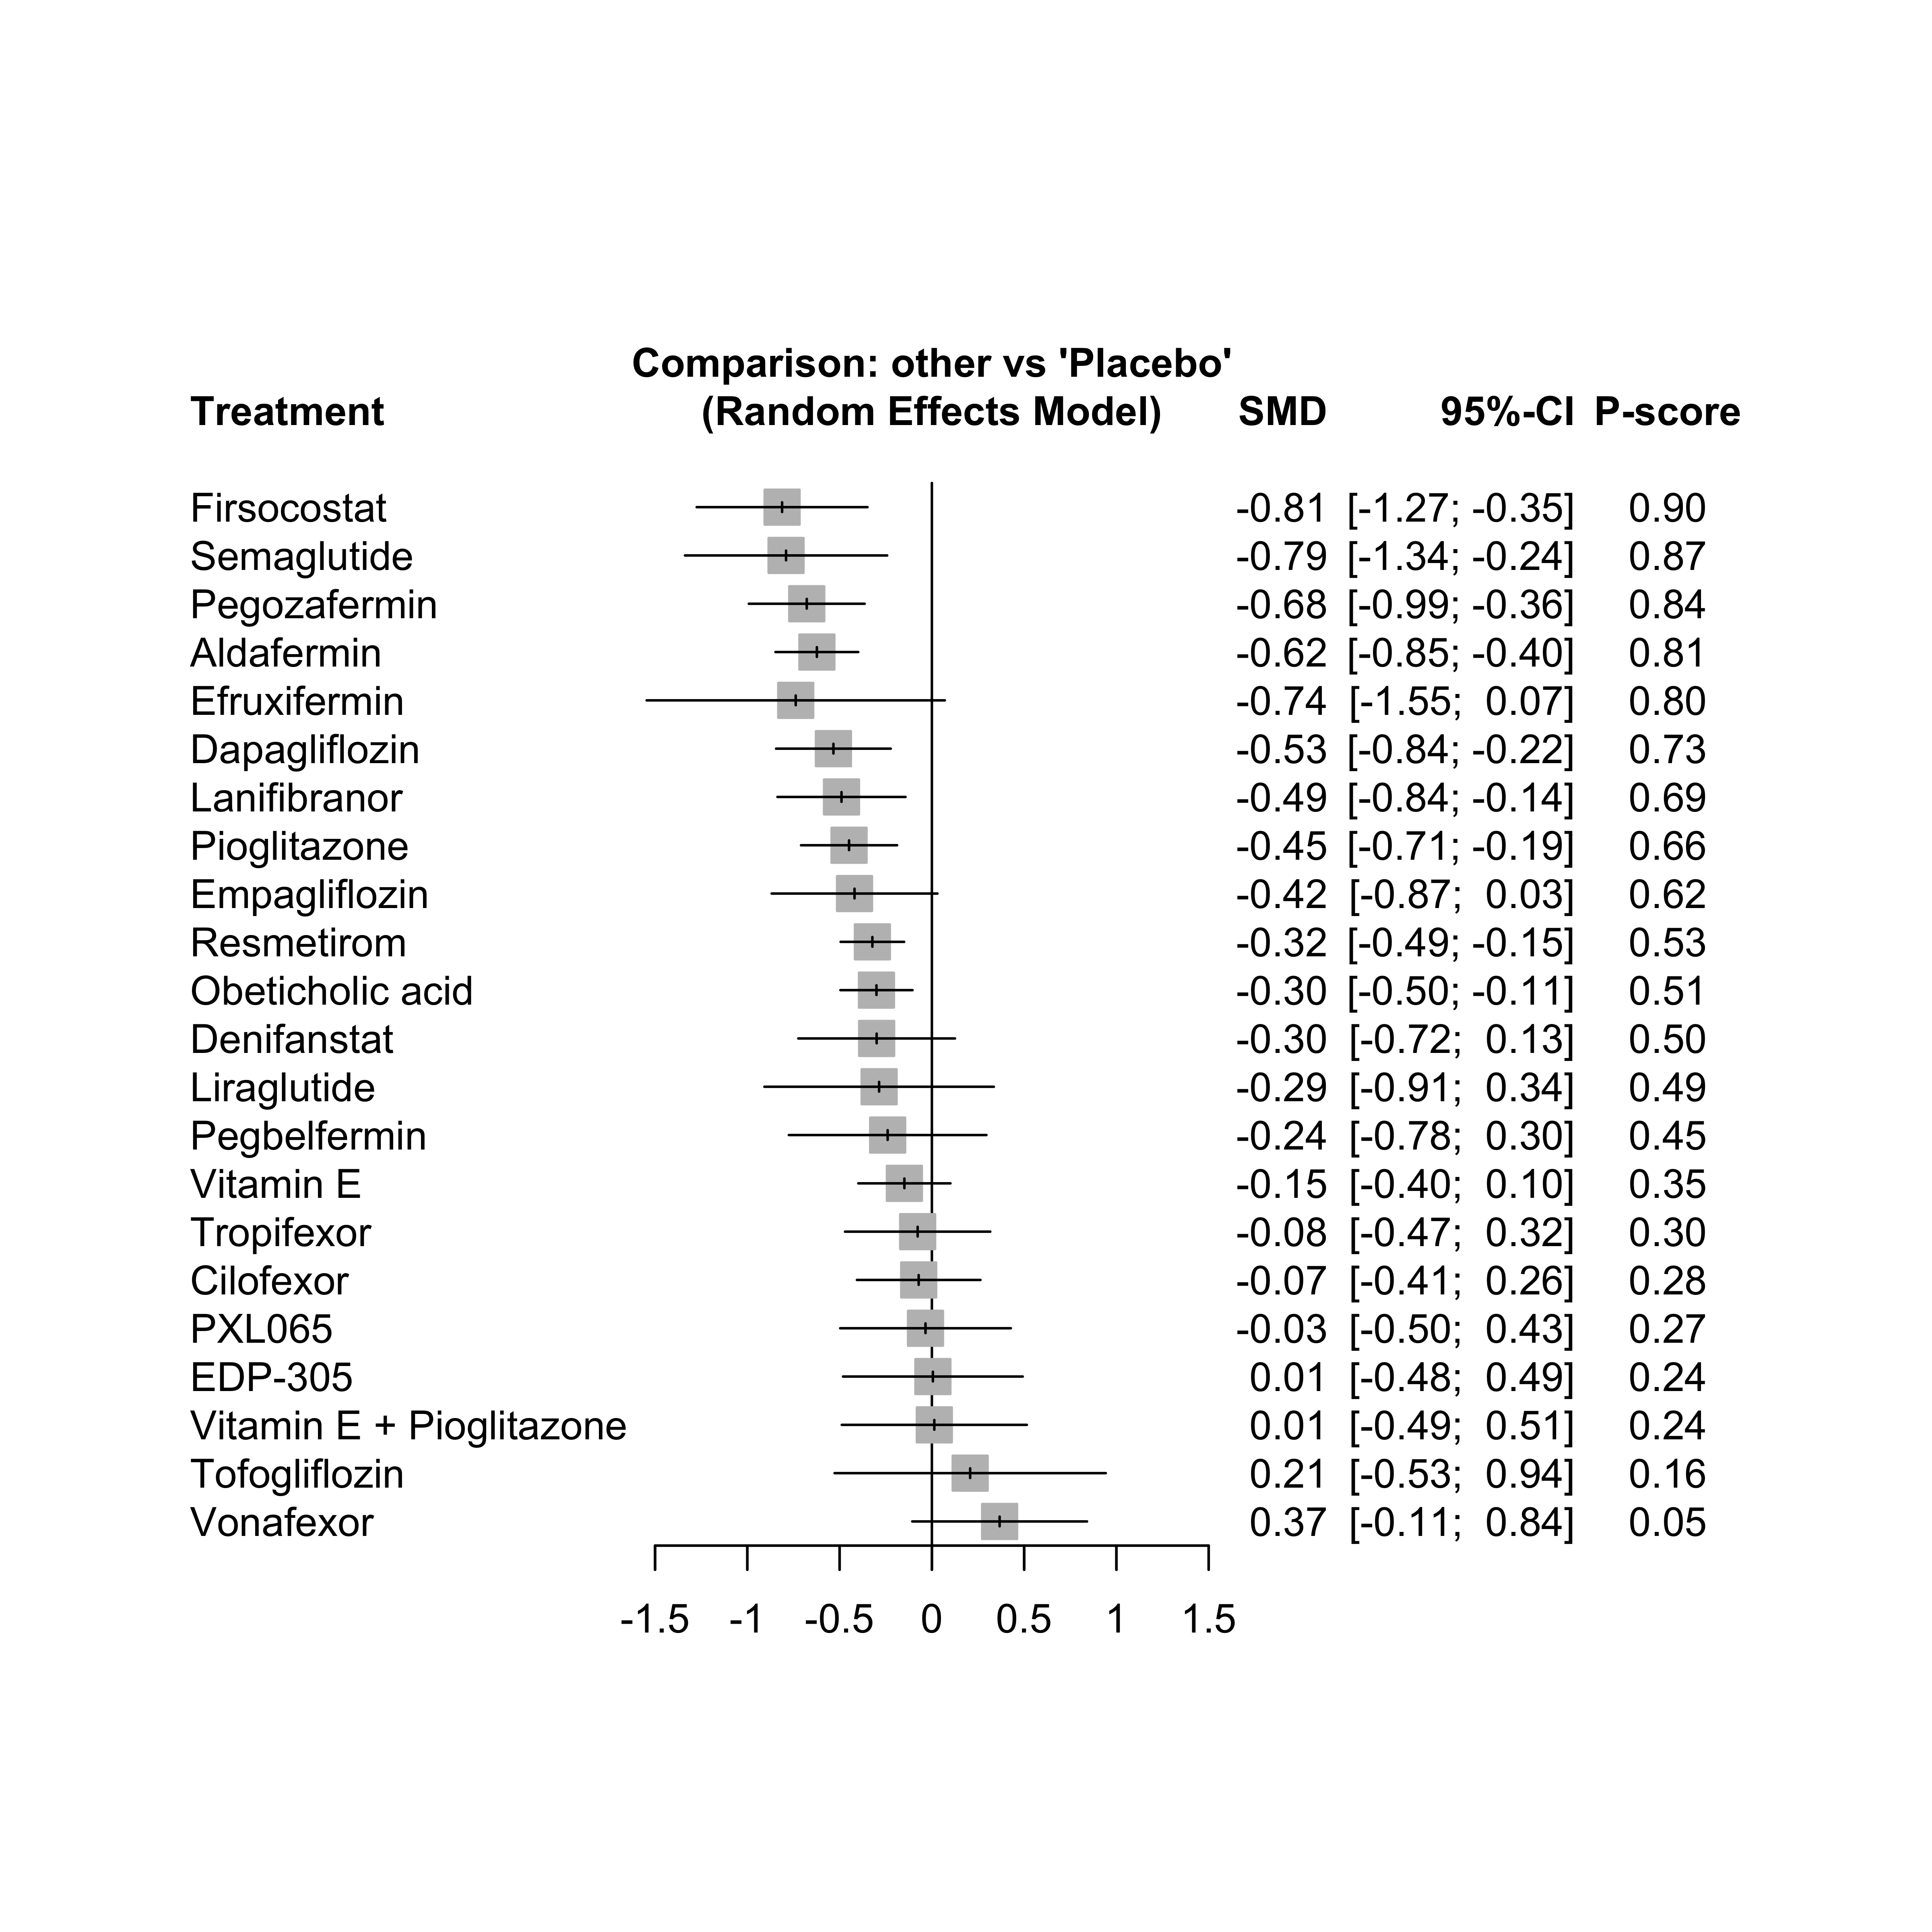 Comparison: other vs 'Placebo'
Treatment (Random Effects Model) SMD 95%-CI P-score
Firsocostat -0.81 [-1.27; -0.35] 0.90
Semaglutide -0.79 [-1.34; -0.24] 0.87
Pegozafermin -0.68 [-0.99; -0.36] 0.84
Aldafermin -0.62 [-0.85; -0.40] 0.81
Efruxifermin -0.74 [-1.55; 0.07] 0.80
Dapagliflozin -0.53 [-0.84; -0.22] 0.73
Lanifibranor -0.49 [-0.84; -0.14] 0.69
Pioglitazone -0.45 [-0.71; -0.19] 0.66
Empagliflozin -0.42 [-0.87; 0.03] 0.62
Resmetirom -0.32 [-0.49; -0.15] 0.53
Obeticholic acid -0.30 [-0.50; -0.11] 0.51
Denifanstat -0.30 [-0.72; 0.13] 0.50
Liraglutide -0.29 [-0.91; 0.34] 0.49
Pegbelfermin -0.24 [-0.78; 0.30] 0.45
Vitamin E -0.15 [-0.40; 0.10] 0.35
Tropifexor -0.08 [-0.47; 0.32] 0.30
Cilofexor -0.07 [-0.41; 0.26] 0.28
PXL065 -0.03 [-0.50; 0.43] 0.27
EDP-305 0.01 [-0.48; 0.49] 0.24
Vitamin E + Pioglitazone 0.01 [-0.49; 0.51] 0.24
Tofogliflozin 0.21 [-0.53; 0.94] 0.16
Vonafexor 0.37 [-0.11; 0.84] 0.05
-1.5 -1 -0.5 0 0.5 1 1.5